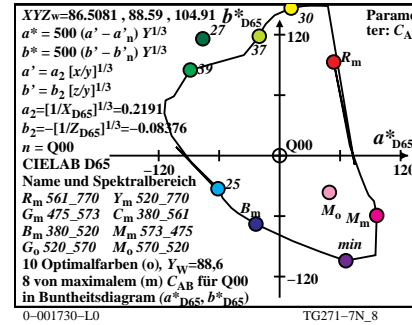 XYZw=86.5081, 88.59, 104.91
a* = 500 (a' - a'n) Y1/3
b* = 500 (b' - b'n) Y1/3
a' = a2 [x/y]1/3
b' = b2 [z/y]1/3
a2=[1/XD65]1/3=0.2191
b2=-[1/ZD65]1/3=-0.08376
n = Q00
CIELAB D65
Name und Spektralbereich
Rm 561_770 Ym 520_770
Gm 475_573 Cm 380_561
Bm 380_520 Mm 573_475
Go 520_570 Mo 570_520
10 Optimalfarben (o), YW=88,6
8 von maximalem (m) CAB für Q00
in Buntheitsdiagram (a*D65, b*D65)
b*D65
30
Parame
ter: CA
27
120
37
Rm
39
Q00
a*D65
-120
120
25
Bm
Mo
Mm
min
-120
0-001730-L0
TG271-7N_8